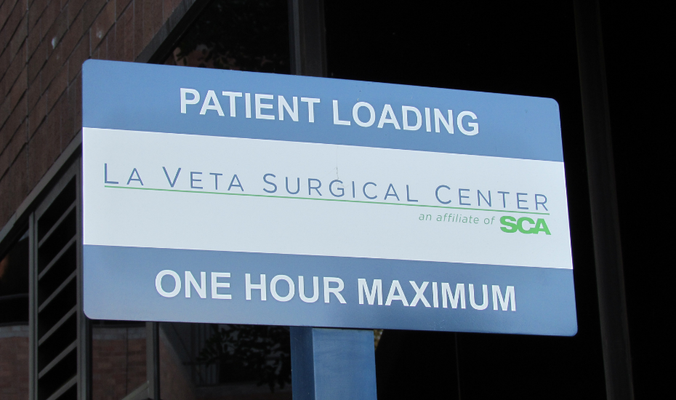 PATIENT LOADING
LA VETA SURGICAL CENTER
an affiliate of SCA
ONE HOUR MAXIMUM